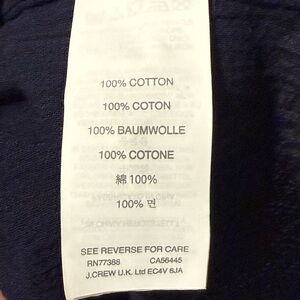 100% COTTON
100% COTON
100% BAUMWOLLE
100% COTONE
綿 100%
100% 면
SEE REVERSE FOR CARE
RN77388 CA56445
J.CREW U.K. Ltd EC4V 6JA